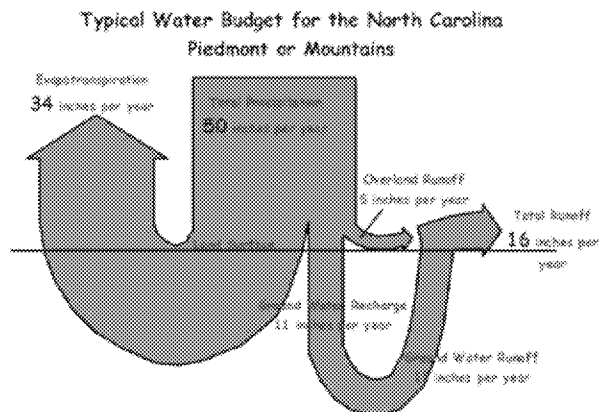 Typical Water Budget for the North Carolina
Piedmont or Mountains
Evapotranspiration
34 inches per year
Total Precipitation
50 inches per year
Overland Runoff
5 inches per year
Total Runoff
16 inches per
year
Land Surface
Ground Water Recharge
11 inches per year
Ground Water Runoff
inches per year